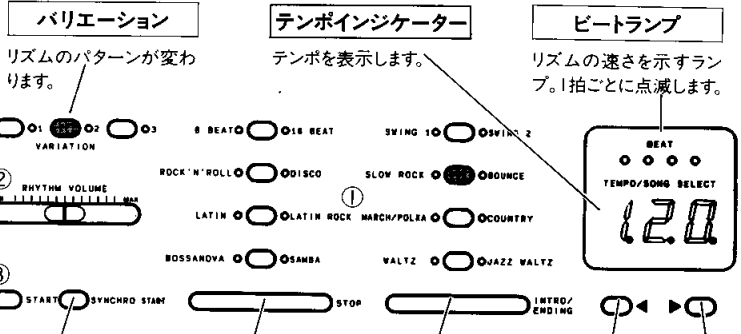 バリエーション
リズムのパターンが変わ
ります。
テンポインジケーター
テンポを表示します。
ビートランプ
リズムの速さを示すラン
プ。1拍ごとに点滅します。
1 2 3
VARIATION
② RHYTHM VOLUME MAX
8 BEAT 16 BEAT
ROCK'N'ROLL DISCO
LATIN LATIN ROCK
BOSSANOVA SAMBA
①
SWING 1 SWING 2
SLOW ROCK BOUNCE
MARCH/POLKA COUNTRY
WALTZ JAZZ WALTZ
BEAT
TEMPO/SONG SELECT
120
③
START SYNCHRO START
STOP
INTRO/
ENDING
◀ ▶